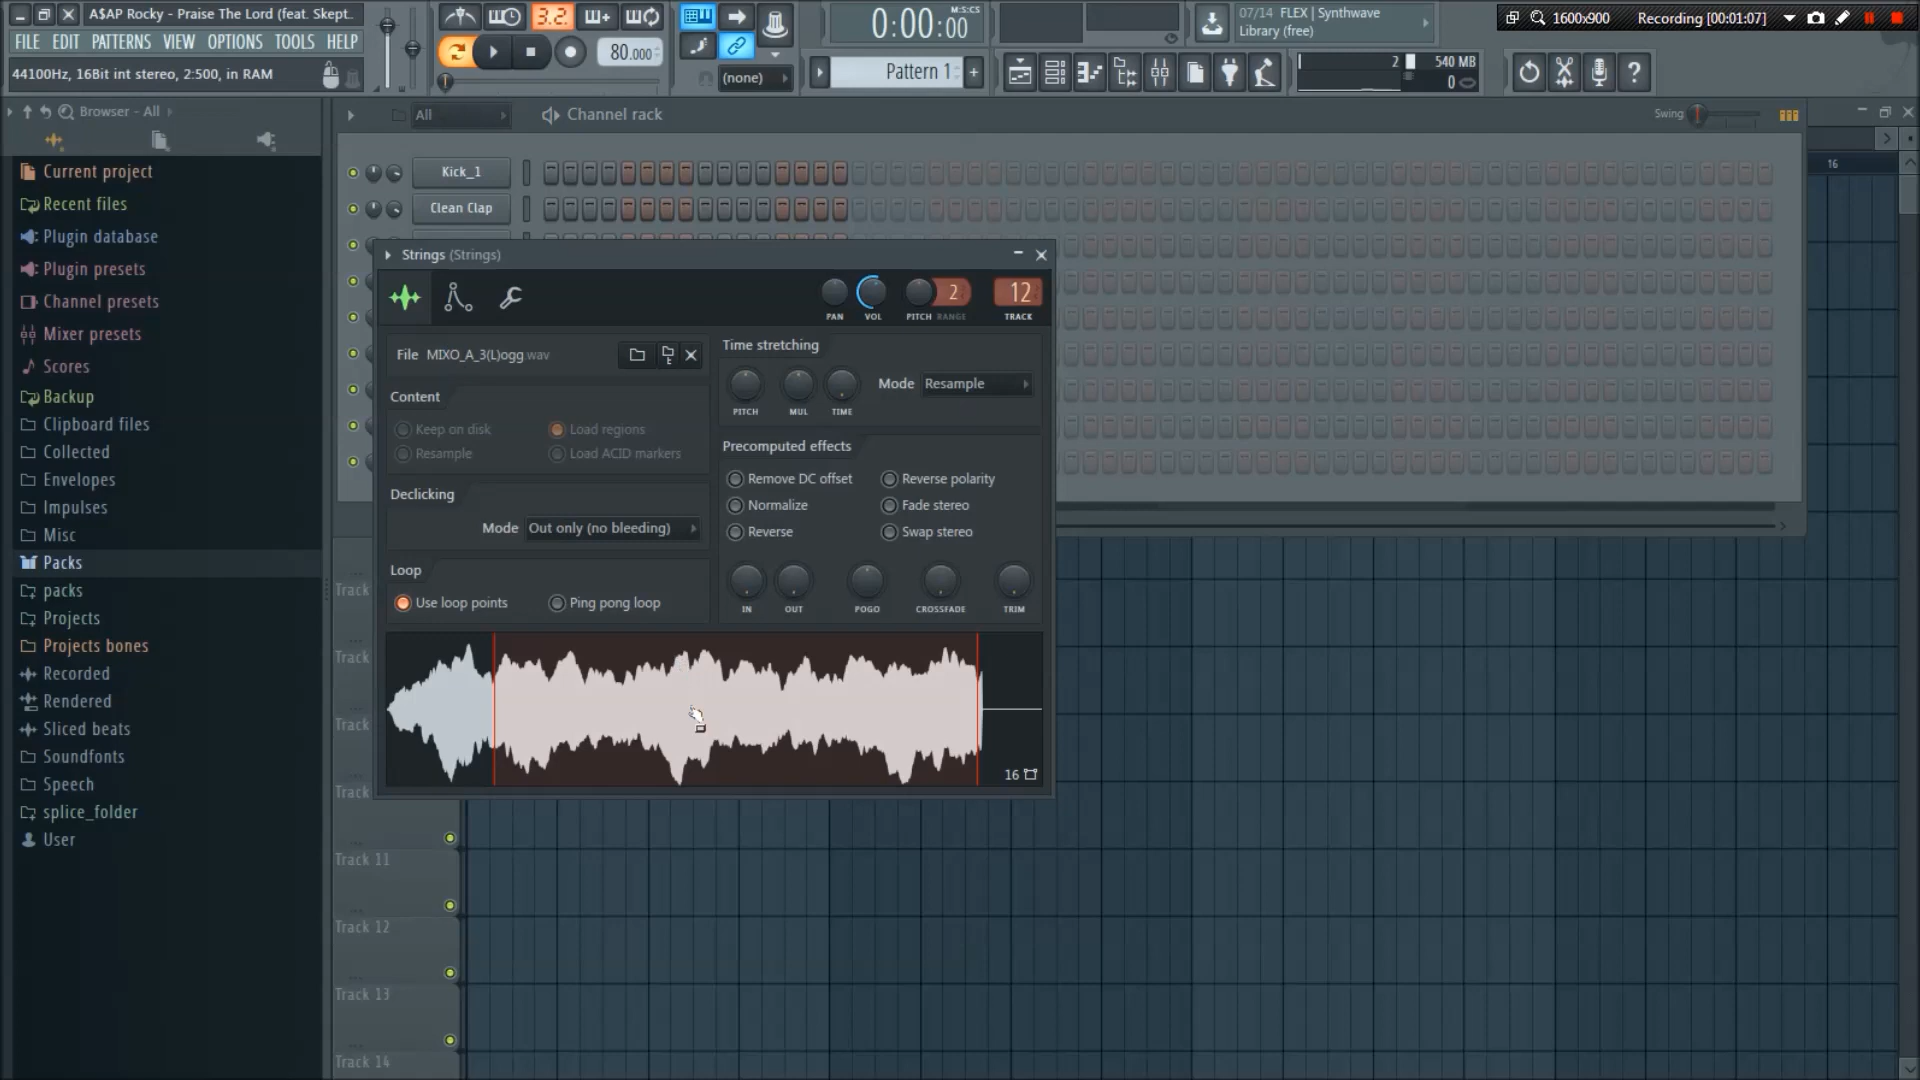 A$AP Rocky - Praise The Lord (feat. Skept..
FILE EDIT PATTERNS VIEW OPTIONS TOOLS HELP
44100Hz, 16Bit int stereo, 2:500, in RAM
3.2.
80.000
(none)
0:00:00
M:S:CS
Pattern 1
+
07/14 FLEX | Synthwave
Library (free)
2
540 MB
0
?
1600x900
Recording [00:01:07]
Browser - All
Current project
Recent files
Plugin database
Plugin presets
Channel presets
Mixer presets
Scores
Backup
Clipboard files
Collected
Envelopes
Impulses
Misc
Packs
packs
Projects
Projects bones
Recorded
Rendered
Sliced beats
Soundfonts
Speech
splice_folder
User
All
Channel rack
Swing
16
Kick_1
Clean Clap
Strings (Strings)
PAN
VOL
PITCH RANGE
2
12
TRACK
File MIXO_A_3(L)ogg.wav
Content
Keep on disk
Load regions
Resample
Load ACID markers
Declicking
Mode Out only (no bleeding)
Loop
Use loop points
Ping pong loop
Time stretching
PITCH
MUL
TIME
Mode Resample
Precomputed effects
Remove DC offset
Reverse polarity
Normalize
Fade stereo
Reverse
Swap stereo
IN
OUT
POGO
CROSSFADE
TRIM
16
Track
Track
Track
Track
Track 11
Track 12
Track 13
Track 14